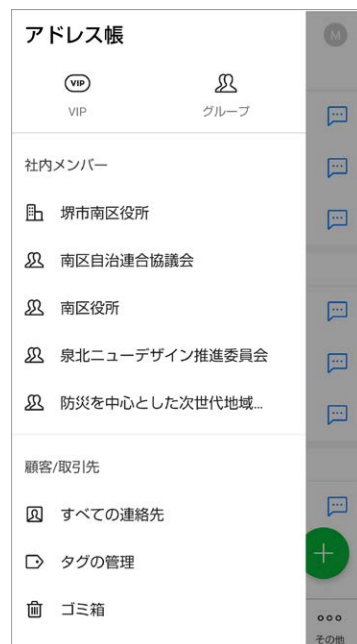 アドレス帳
M
VIP
VIP
グループ
社内メンバー
堺市南区役所
南区自治連合協議会
南区役所
泉北ニューデザイン推進委員会
防災を中心とした次世代地域...
顧客/取引先
すべての連絡先
タグの管理
ゴミ箱
その他